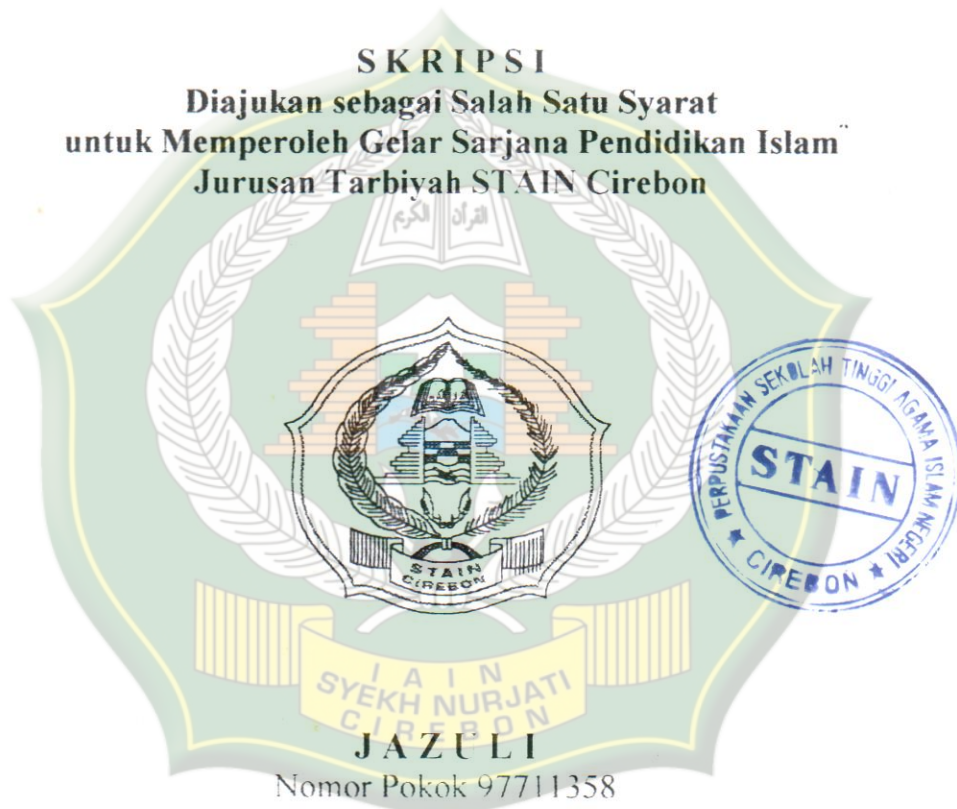 SKRIPSI
Diajukan sebagai Salah Satu Syarat
untuk Memperoleh Gelar Sarjana Pendidikan Islam
Jurusan Tarbiyah STAIN Cirebon
القرآن الكريم
STAIN
CIREBON
PERPUSTAKAAN SEKOLAH TINGGI AGAMA ISLAM NEGERI
STAIN
★ CIREBON ★
IAIN
SYEKH NURJATI
CIREBON
JAZULI
Nomor Pokok 97711358